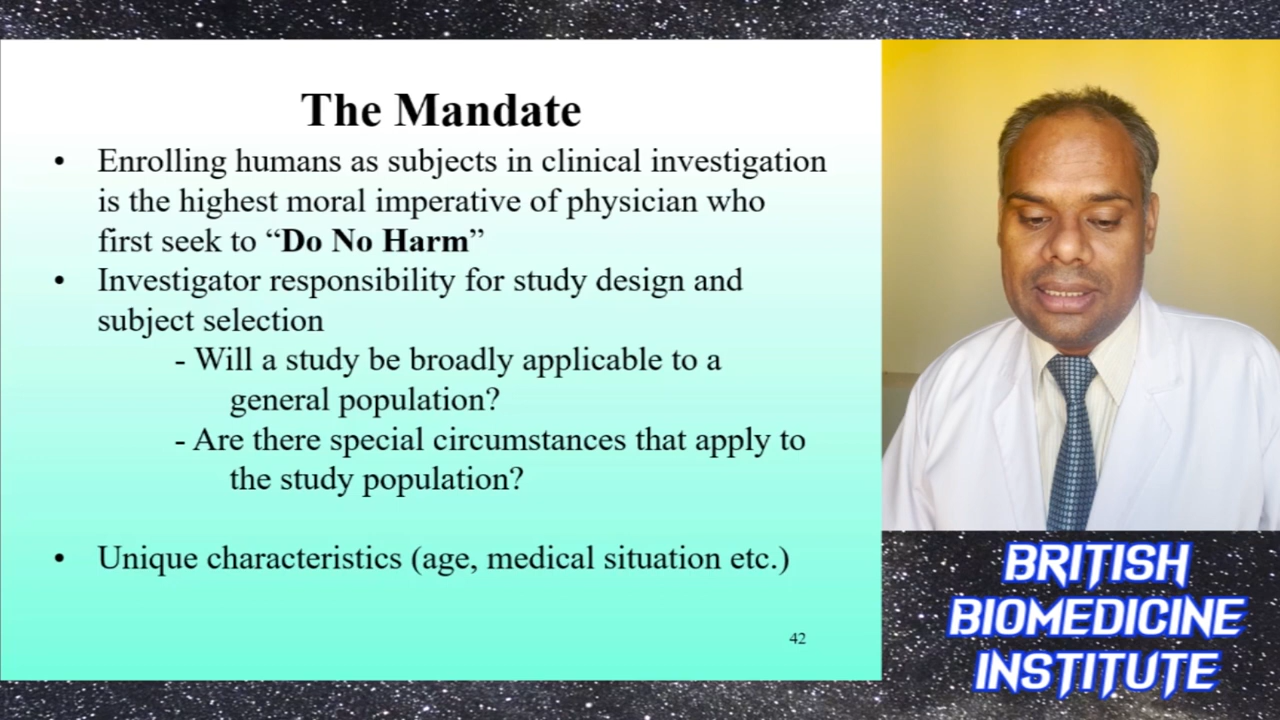 The Mandate
• Enrolling humans as subjects in clinical investigation
is the highest moral imperative of physician who
first seek to “Do No Harm”
• Investigator responsibility for study design and
subject selection
- Will a study be broadly applicable to a
general population?
- Are there special circumstances that apply to
the study population?
• Unique characteristics (age, medical situation etc.)
42
BRITISH
BIOMEDICINE
INSTITUTE